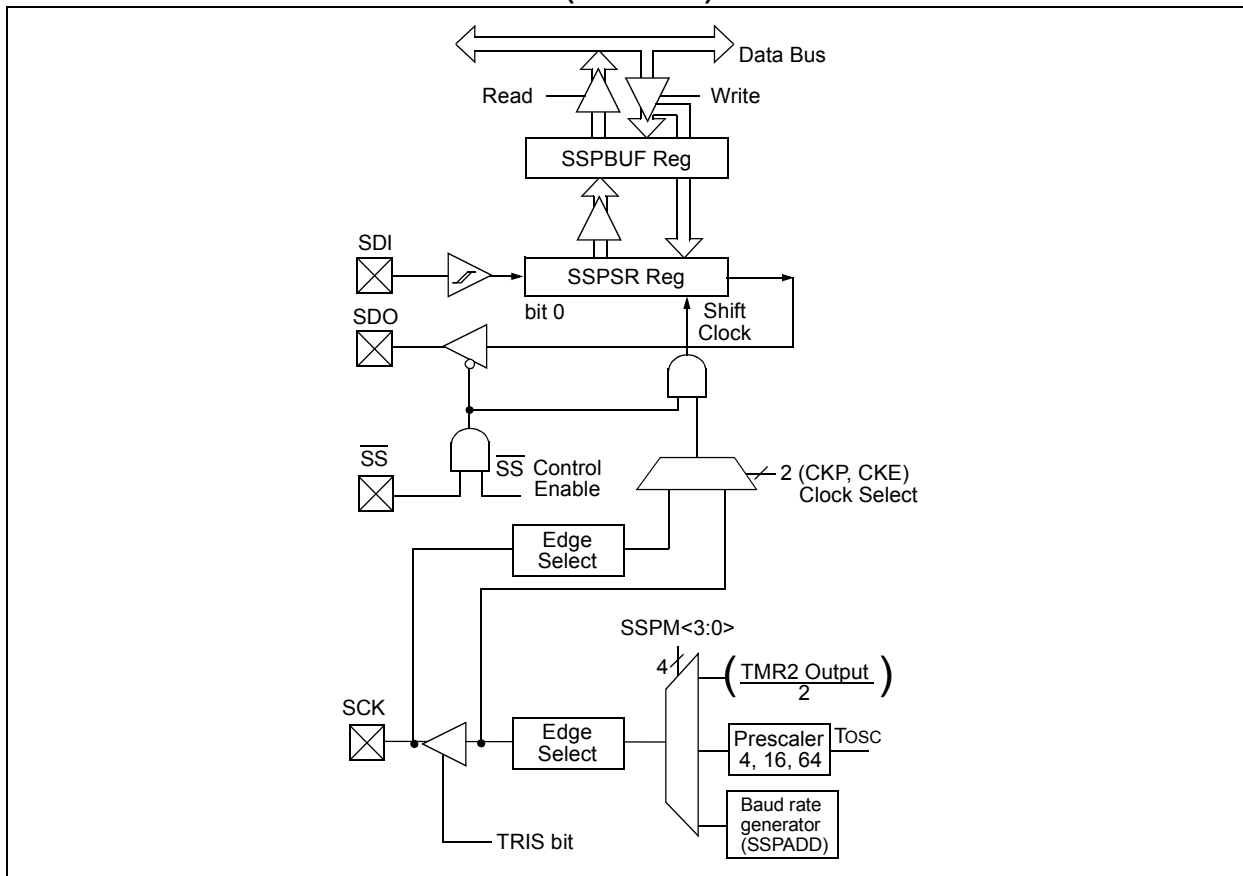 Data Bus
Read
Write
SSPBUF Reg
SDI
SSPSR Reg
bit 0
Shift
Clock
SDO
SS
SS Control
Enable
2 (CKP, CKE)
Clock Select
Edge
Select
SSPM<3:0>
4
(TMR2 Output)
2
SCK
Edge
Select
Prescaler
4, 16, 64
TOSC
Baud rate
generator
(SSPADD)
TRIS bit